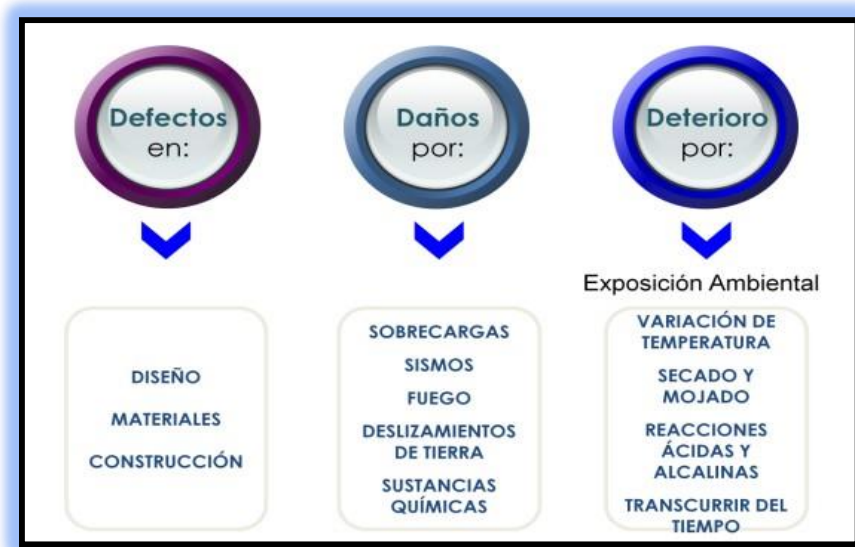 Defectos
en:
DISEÑO
MATERIALES
CONSTRUCCIÓN
Daños
por:
SOBRECARGAS
SISMOS
FUEGO
DESLIZAMIENTOS
DE TIERRA
SUSTANCIAS
QUÍMICAS
Deterioro
por:
Exposición Ambiental
VARIACIÓN DE
TEMPERATURA
SECADO Y
MOJADO
REACCIONES
ÁCIDAS Y
ALCALINAS
TRANSCURRIR DEL
TIEMPO